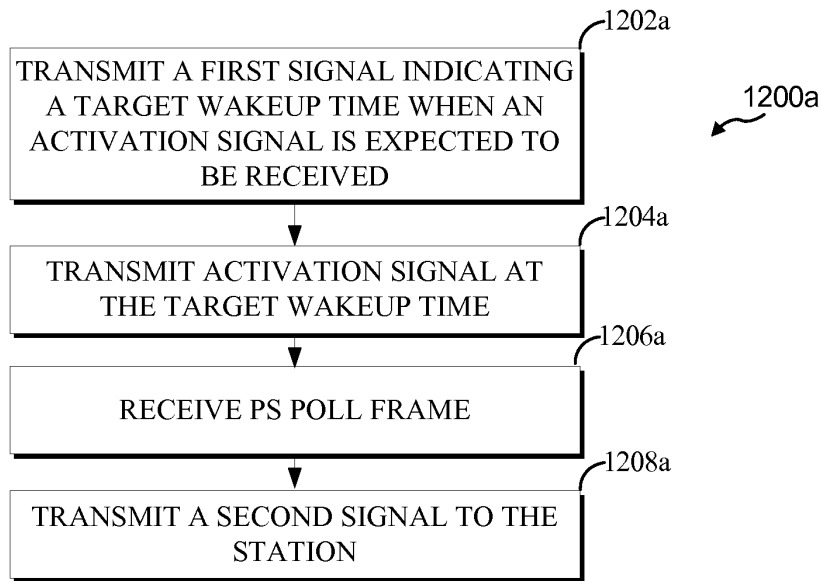 1202a
TRANSMIT A FIRST SIGNAL INDICATING
A TARGET WAKEUP TIME WHEN AN
ACTIVATION SIGNAL IS EXPECTED TO
BE RECEIVED
1200a
1204a
TRANSMIT ACTIVATION SIGNAL AT
THE TARGET WAKEUP TIME
1206a
RECEIVE PS POLL FRAME
1208a
TRANSMIT A SECOND SIGNAL TO THE
STATION